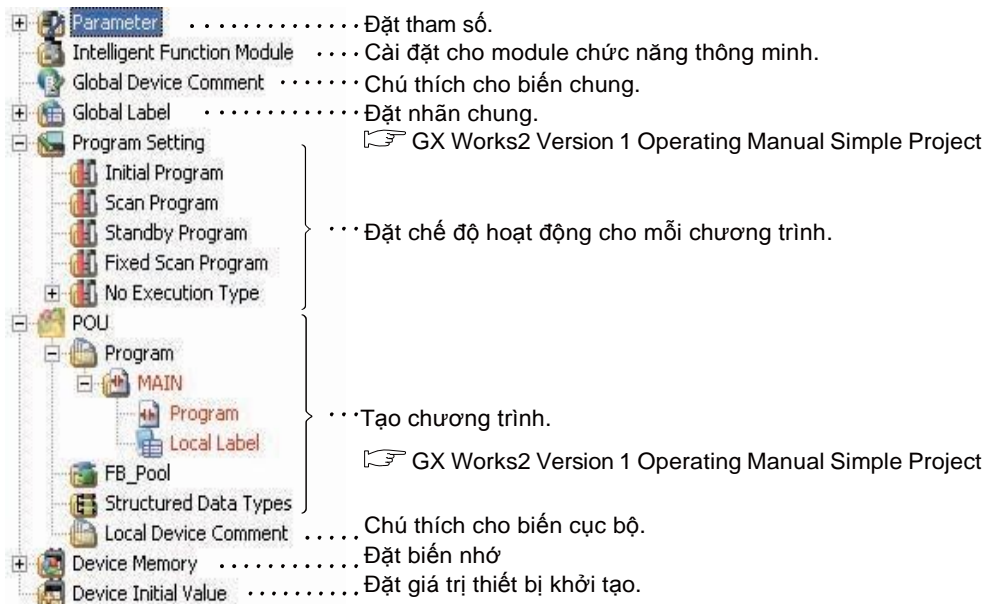 Parameter Đặt tham số.
Intelligent Function Module Cài đặt cho module chức năng thông minh.
Global Device Comment Chú thích cho biến chung.
Global Label Đặt nhãn chung.
Program Setting GX Works2 Version 1 Operating Manual Simple Project
Initial Program
Scan Program
Standby Program Đặt chế độ hoạt động cho mỗi chương trình.
Fixed Scan Program
No Execution Type
POU
Program
MAIN
Program Tạo chương trình.
Local Label GX Works2 Version 1 Operating Manual Simple Project
FB_Pool
Structured Data Types
Local Device Comment Chú thích cho biến cục bộ.
Device Memory Đặt biến nhớ
Device Initial Value Đặt giá trị thiết bị khởi tạo.